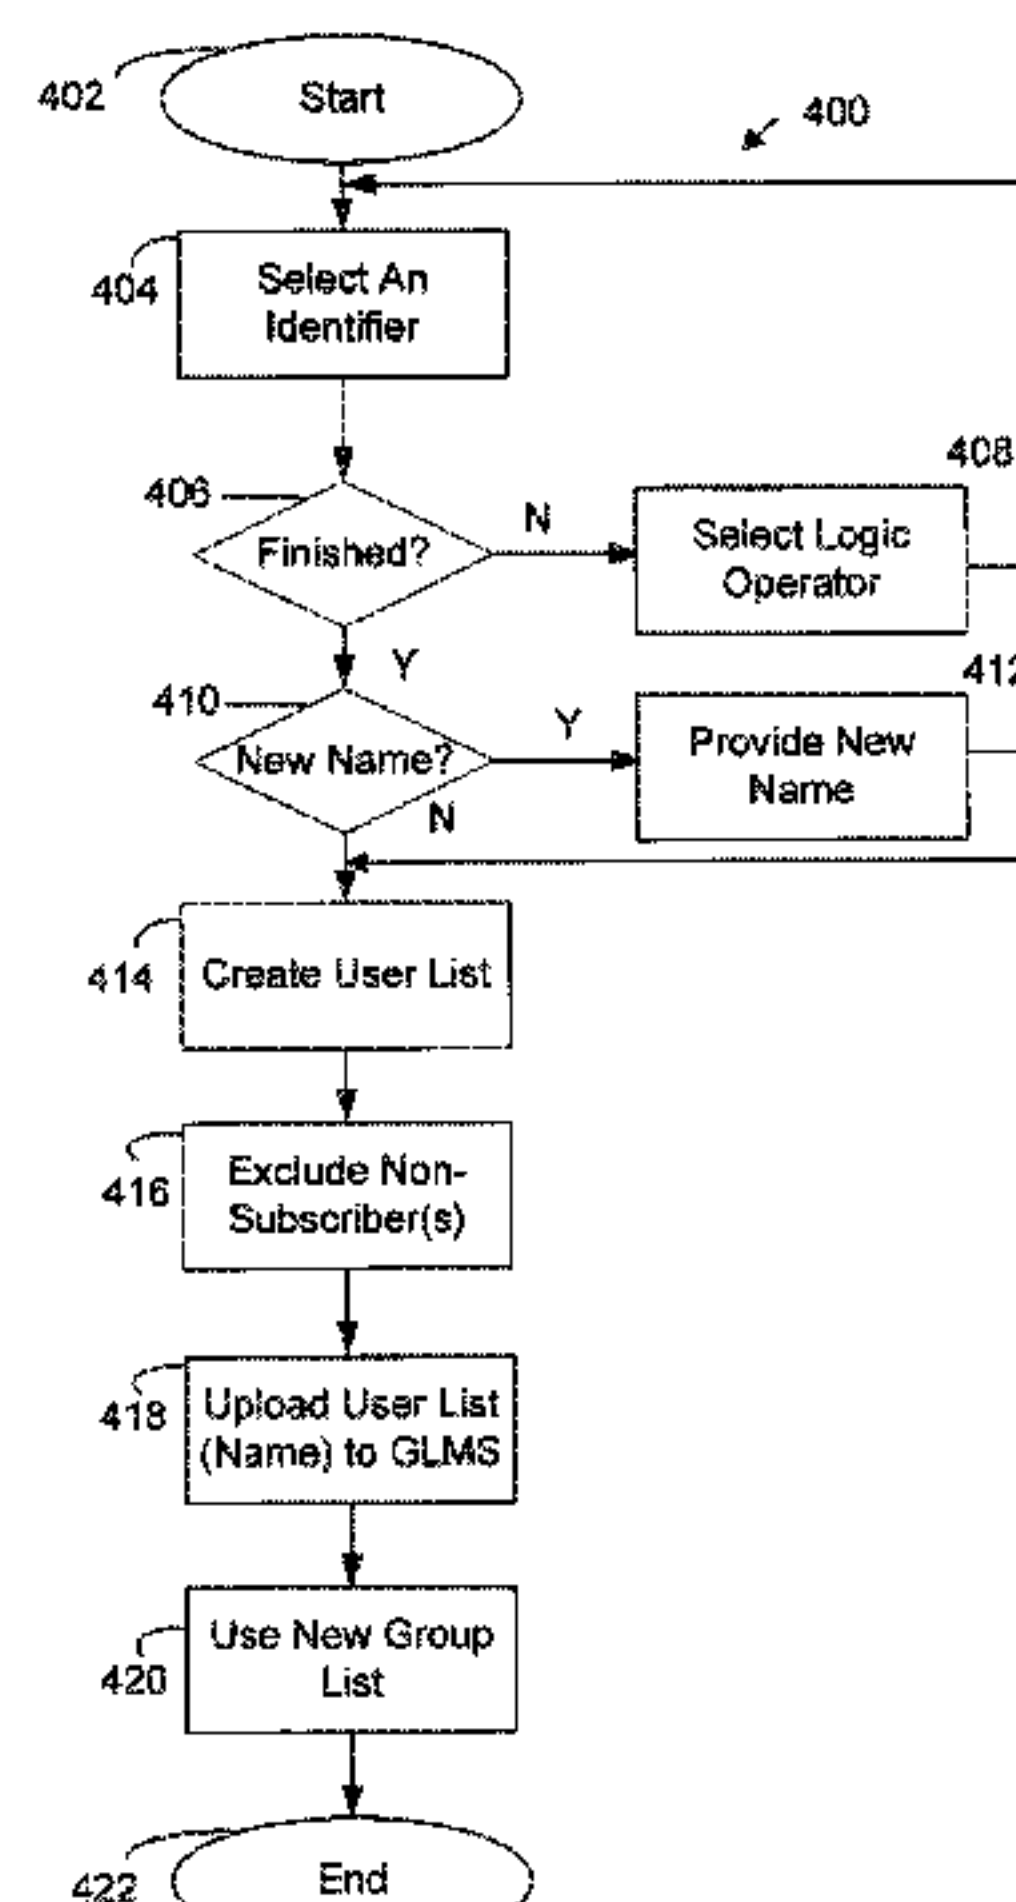 402
Start
400
404
Select An
Identifier
406
Finished?
N
408
Select Logic
Operator
Y
410
New Name?
Y
412
Provide New
Name
N
414
Create User List
416
Exclude Non-
Subscriber(s)
418
Upload User List
(Name) to GLMS
420
Use New Group
List
422
End